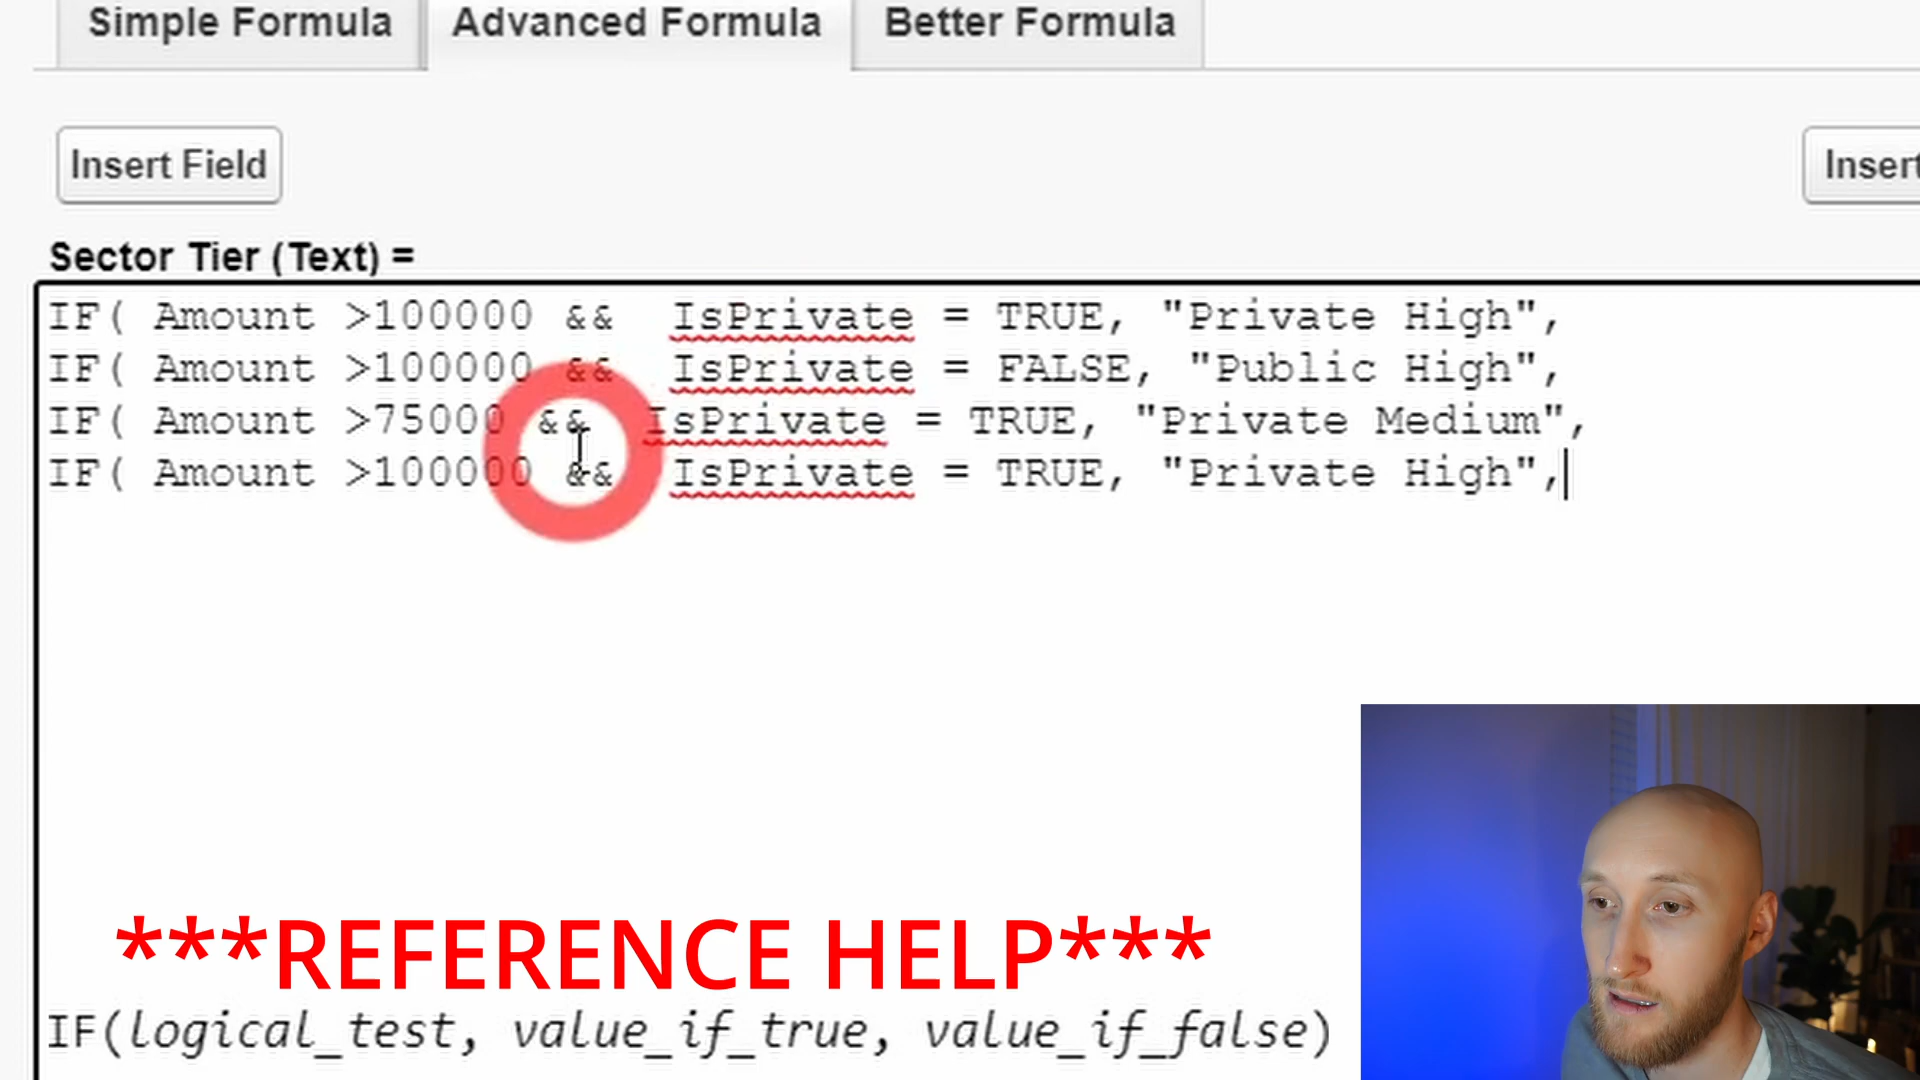 Simple Formula
Advanced Formula
Better Formula
Insert Field
Insert
Sector Tier (Text) =
IF( Amount >100000 && IsPrivate = TRUE, "Private High",
IF( Amount >100000 && IsPrivate = FALSE, "Public High",
IF( Amount >75000 && IsPrivate = TRUE, "Private Medium",
IF( Amount >100000 && IsPrivate = TRUE, "Private High",
***REFERENCE HELP***
IF(logical_test, value_if_true, value_if_false)